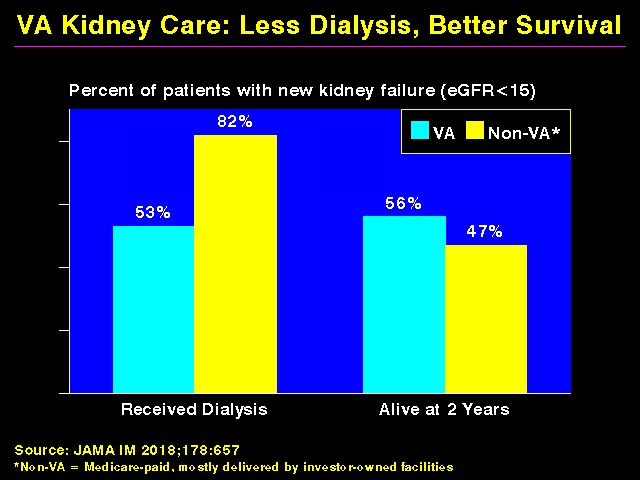 VA Kidney Care: Less Dialysis, Better Survival
Percent of patients with new kidney failure (eGFR<15)
VA
Non-VA*
82%
53%
56%
47%
Received Dialysis
Alive at 2 Years
Source: JAMA IM 2018;178:657
*Non-VA = Medicare-paid, mostly delivered by investor-owned facilities